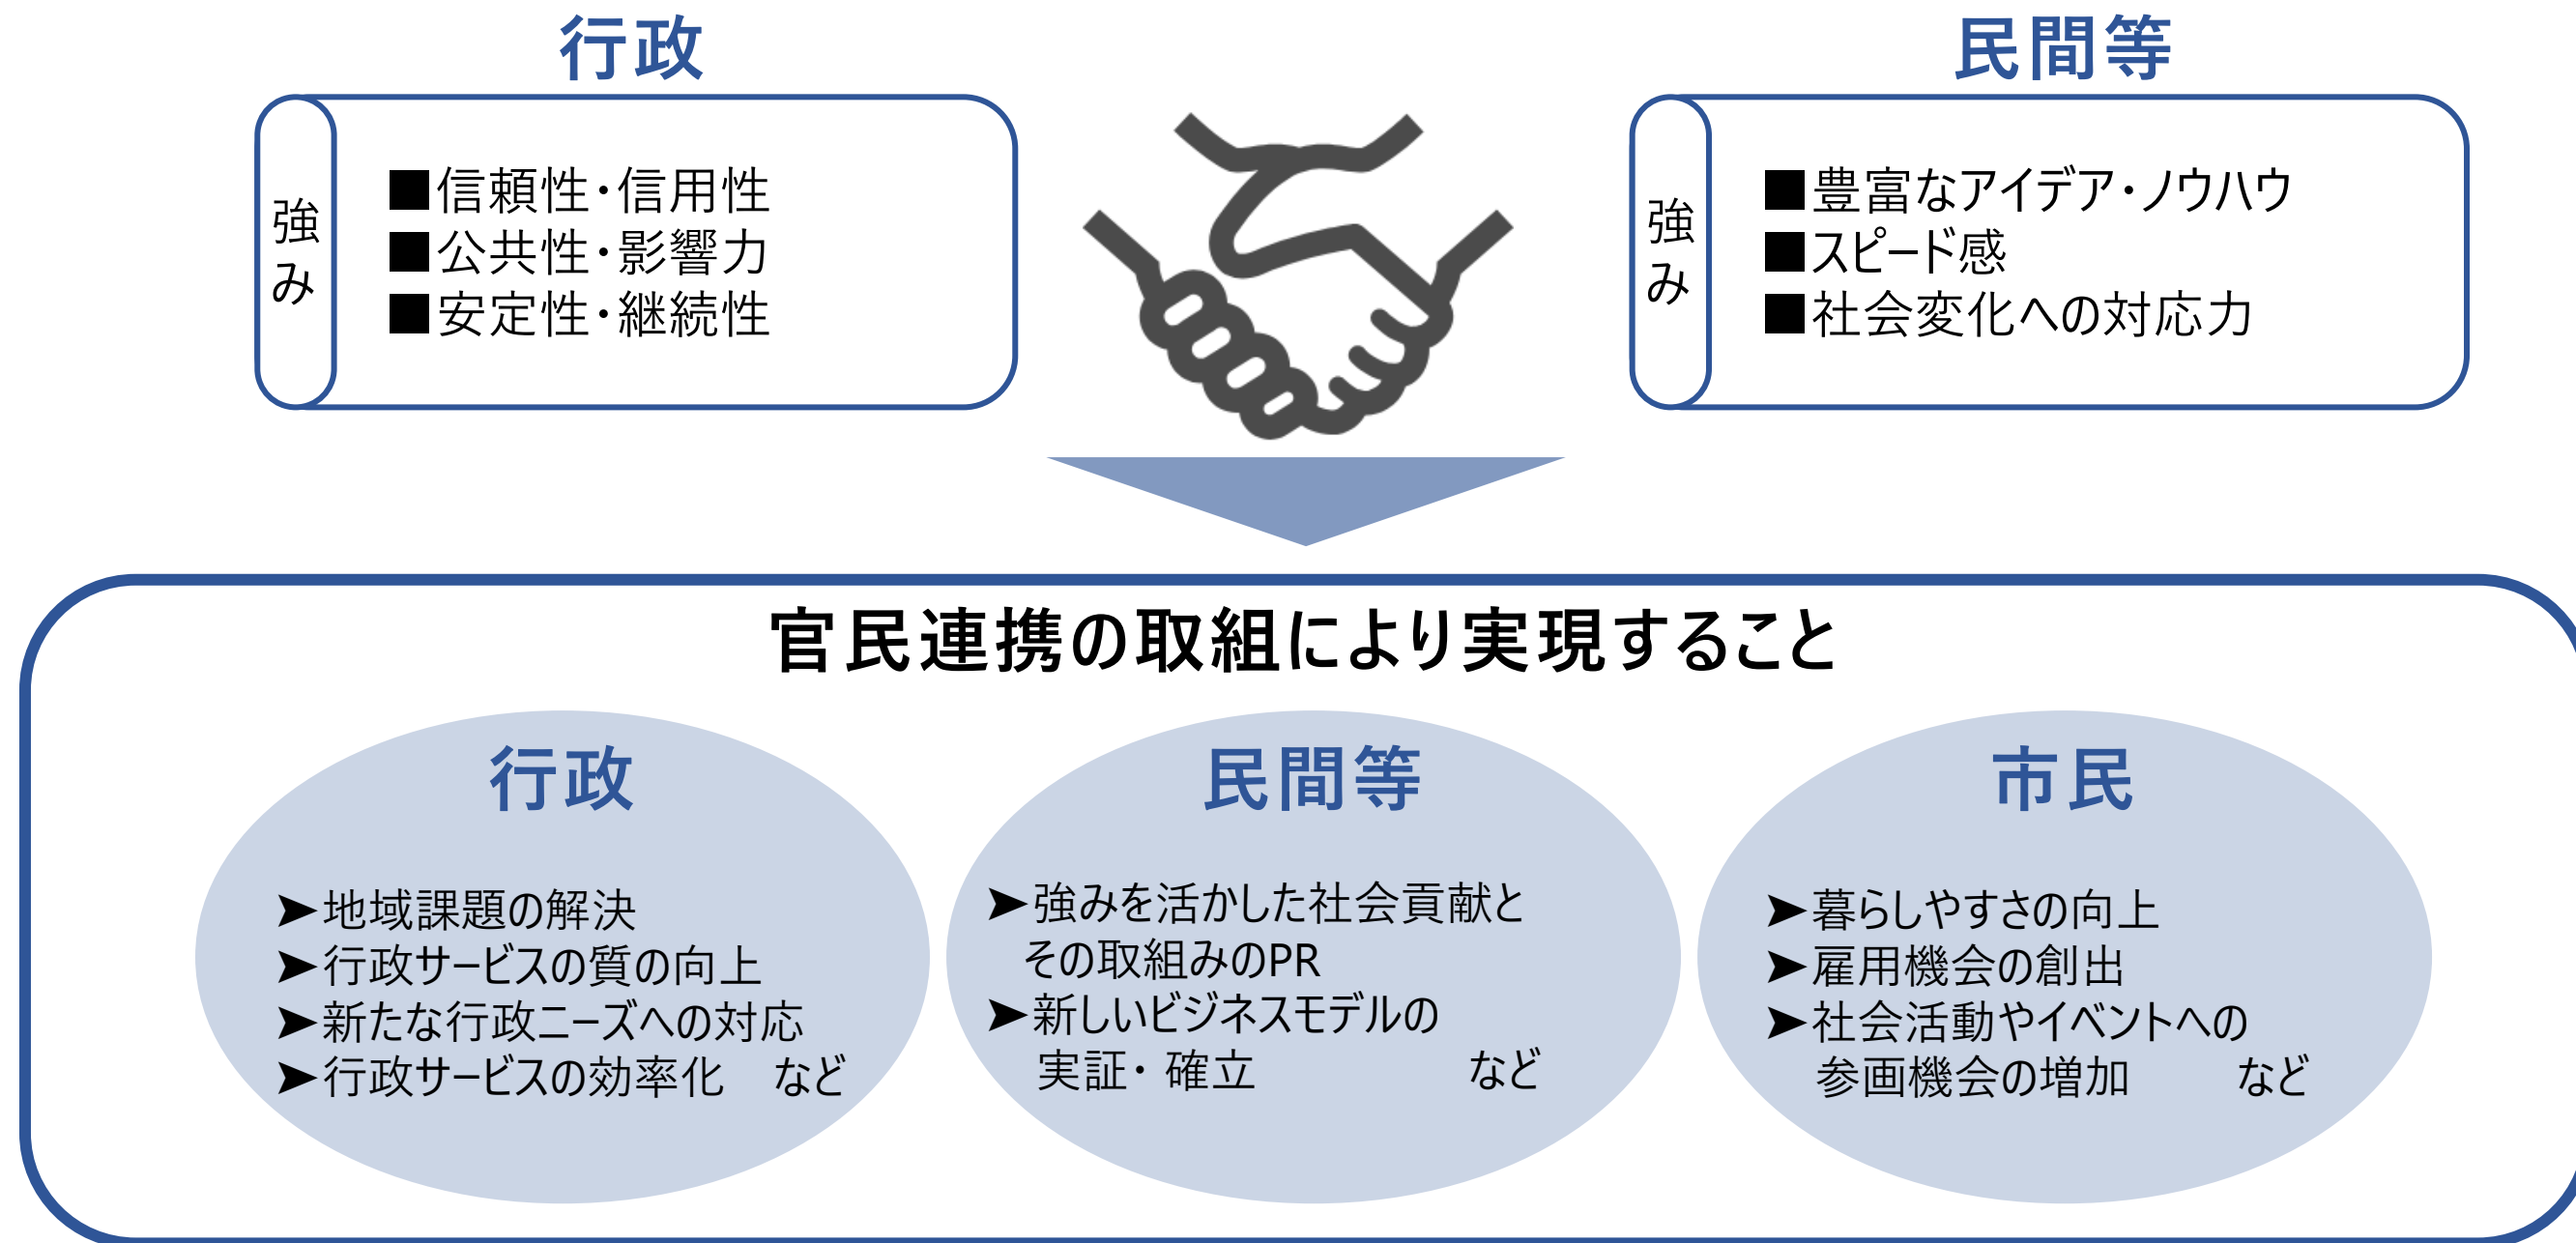 行政
強み
■信頼性・信用性
■公共性・影響力
■安定性・継続性
民間等
強み
■豊富なアイデア・ノウハウ
■スピード感
■社会変化への対応力
官民連携の取組により実現すること
行政
➤地域課題の解決
➤行政サービスの質の向上
➤新たな行政ニーズへの対応
➤行政サービスの効率化　など
民間等
➤強みを活かした社会貢献と
その取組みのPR
➤新しいビジネスモデルの
実証・確立　など
市民
➤暮らしやすさの向上
➤雇用機会の創出
➤社会活動やイベントへの
参画機会の増加　など